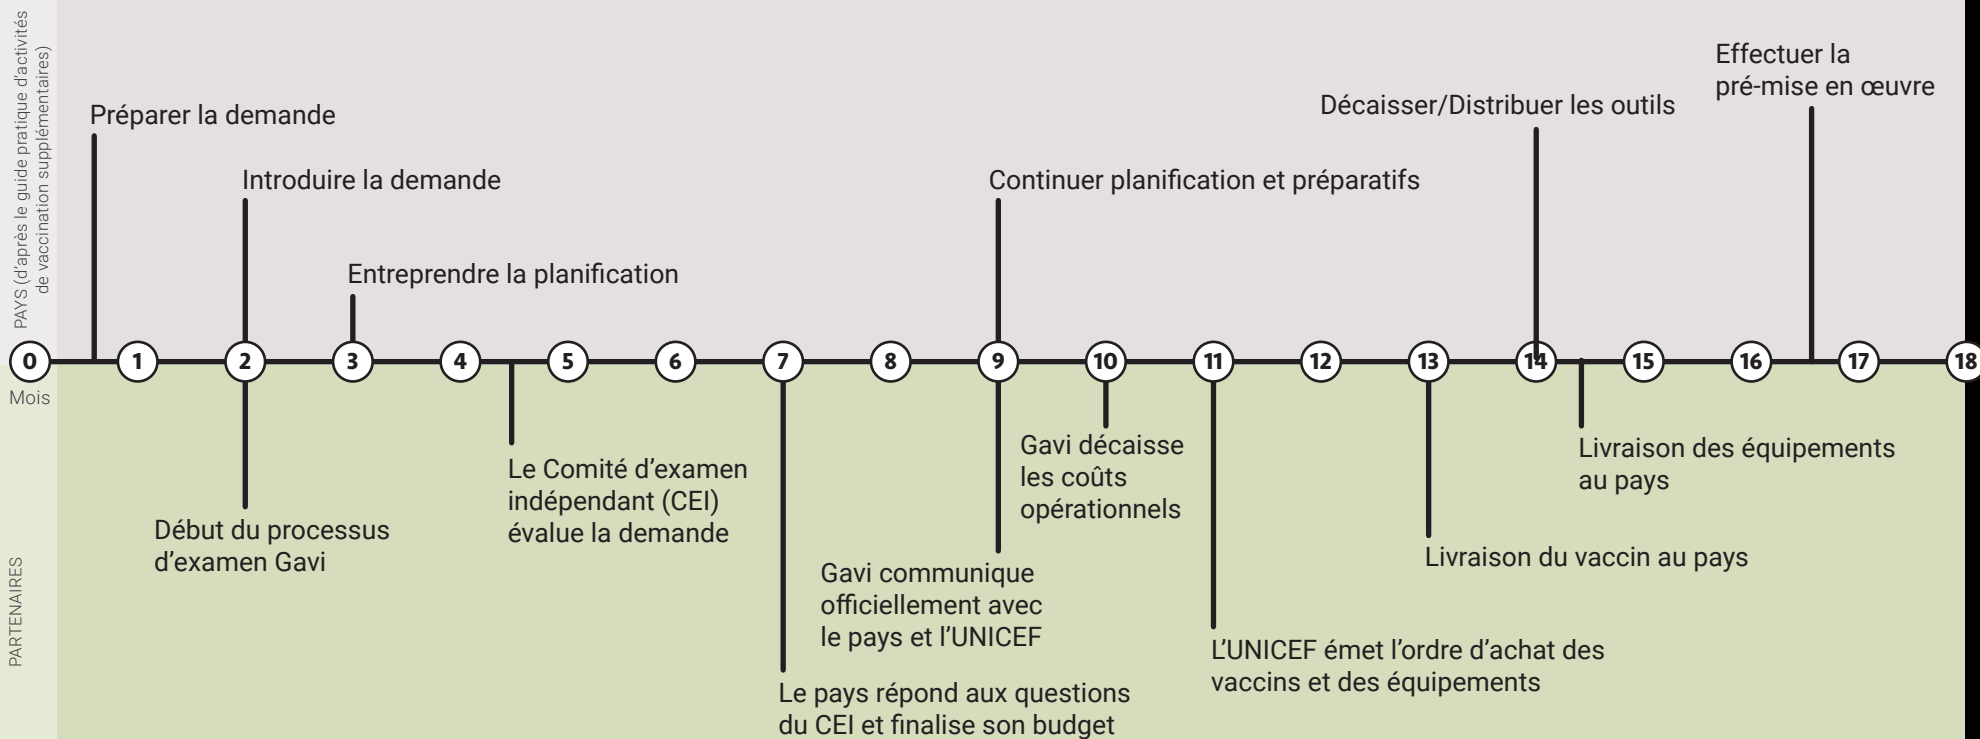 PAYS (d'après le guide pratique d'activités
de vaccination supplémentaires)
Préparer la demande
Introduire la demande
Entreprendre la planification
Continuer planification et préparatifs
Décaisser/Distribuer les outils
Effectuer la
pré-mise en œuvre
0 1 2 3 4 5 6 7 8 9 10 11 12 13 14 15 16 17 18
Mois
PARTENAIRES
Début du processus
d'examen Gavi
Le Comité d'examen
indépendant (CEI)
évalue la demande
Le pays répond aux questions
du CEI et finalise son budget
Gavi communique
officiellement avec
le pays et l'UNICEF
Gavi décaisse
les coûts
opérationnels
L'UNICEF émet l'ordre d'achat des
vaccins et des équipements
Livraison du vaccin au pays
Livraison des équipements
au pays